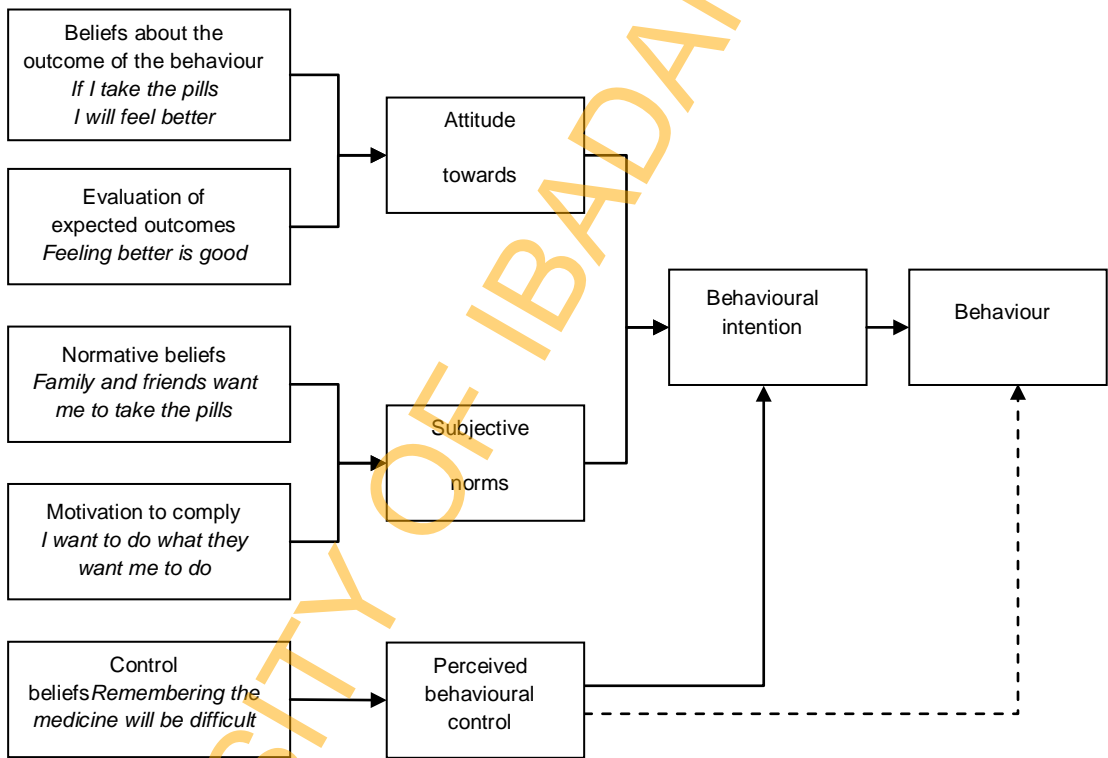 Beliefs about the
outcome of the behaviour
If I take the pills
I will feel better
Evaluation of
expected outcomes
Feeling better is good
Normative beliefs
Family and friends want
me to take the pills
Motivation to comply
I want to do what they
want me to do
Control
beliefsRemembering the
medicine will be difficult
Attitude
towards
Subjective
norms
Perceived
behavioural
control
Behavioural
intention
Behaviour
SITY OF IBADA